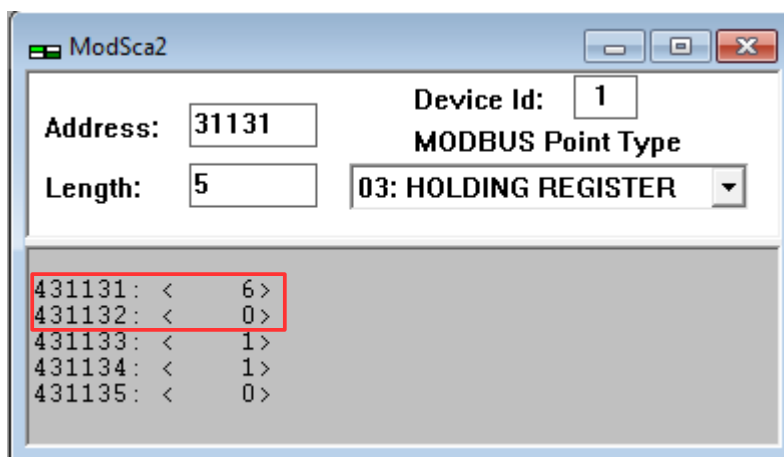 ModSca2
Address: 31131
Device Id: 1
MODBUS Point Type
Length: 5
03: HOLDING REGISTER
431131: <     6>
431132: <     0>
431133: <     1>
431134: <     1>
431135: <     0>